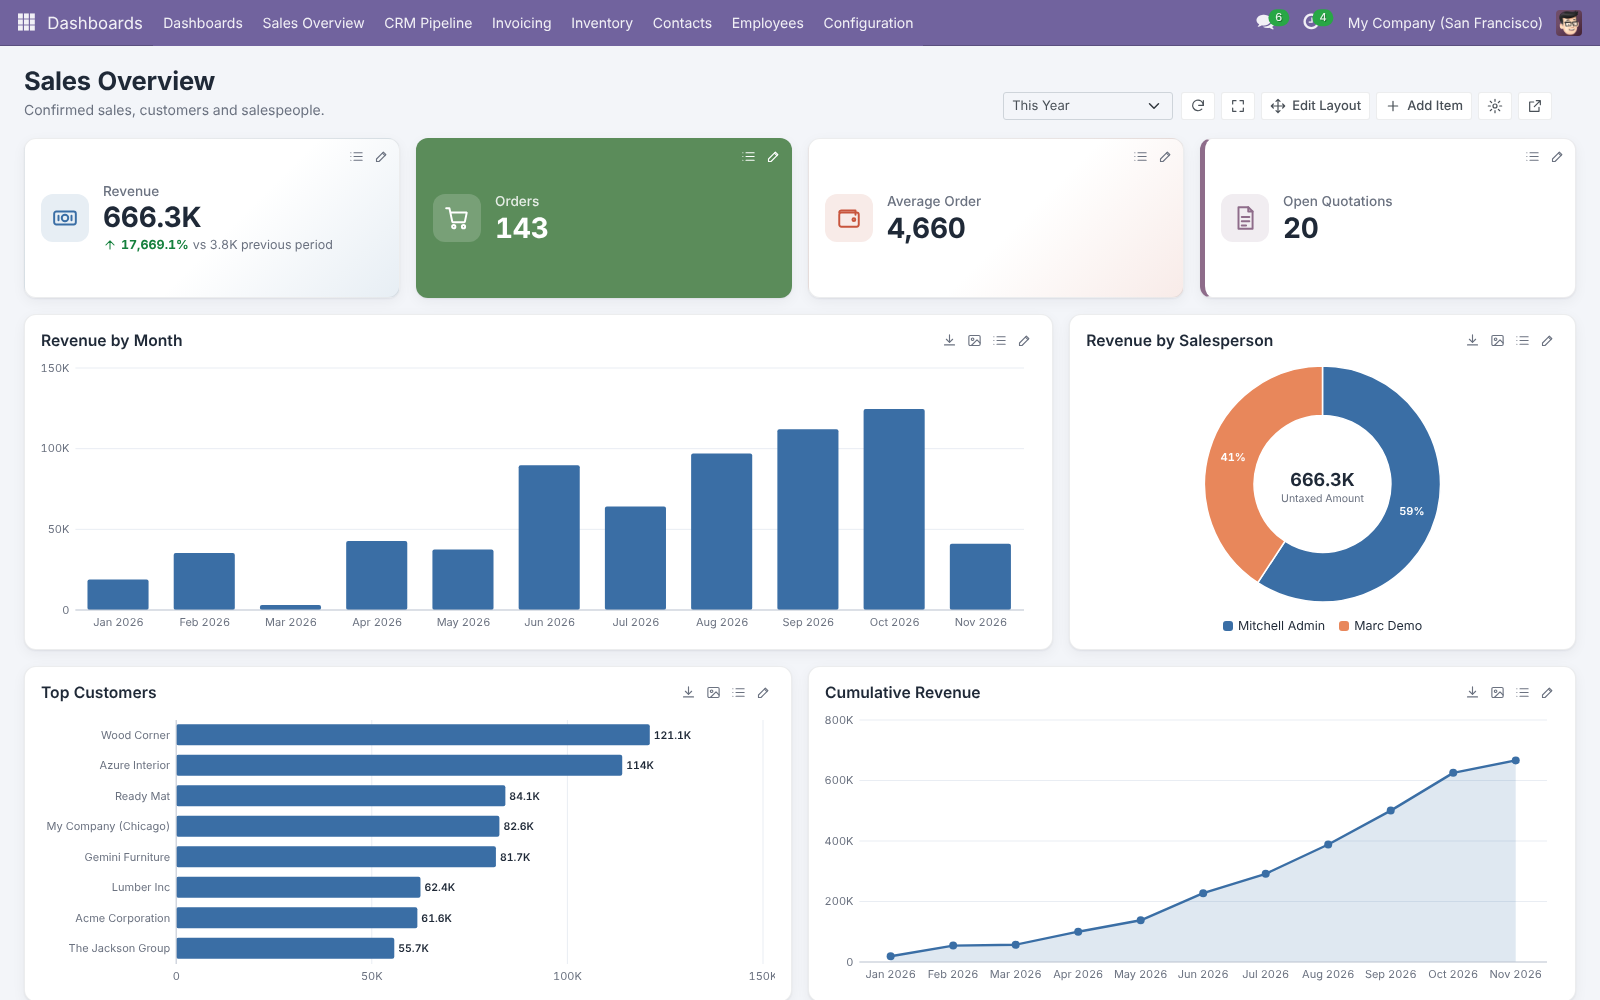 Dashboards Dashboards Sales Overview CRM Pipeline Invoicing Inventory Contacts Employees Configuration 6 4 My Company (San Francisco)
Sales Overview
Confirmed sales, customers and salespeople.
This Year Edit Layout Add Item
Revenue
666.3K
17,669.1% vs 3.8K previous period
Orders
143
Average Order
4,660
Open Quotations
20
Revenue by Month
150K
100K
50K
0
Jan 2026 Feb 2026 Mar 2026 Apr 2026 May 2026 Jun 2026 Jul 2026 Aug 2026 Sep 2026 Oct 2026 Nov 2026
Revenue by Salesperson
41%
666.3K
Untaxed Amount
59%
Mitchell Admin Marc Demo
Top Customers
Wood Corner 121.1K
Azure Interior 114K
Ready Mat 84.1K
My Company (Chicago) 82.6K
Gemini Furniture 81.7K
Lumber Inc 62.4K
Acme Corporation 61.6K
The Jackson Group 55.7K
0 50K 100K 150K
Cumulative Revenue
800K
600K
400K
200K
0
Jan 2026 Feb 2026 Mar 2026 Apr 2026 May 2026 Jun 2026 Jul 2026 Aug 2026 Sep 2026 Oct 2026 Nov 2026